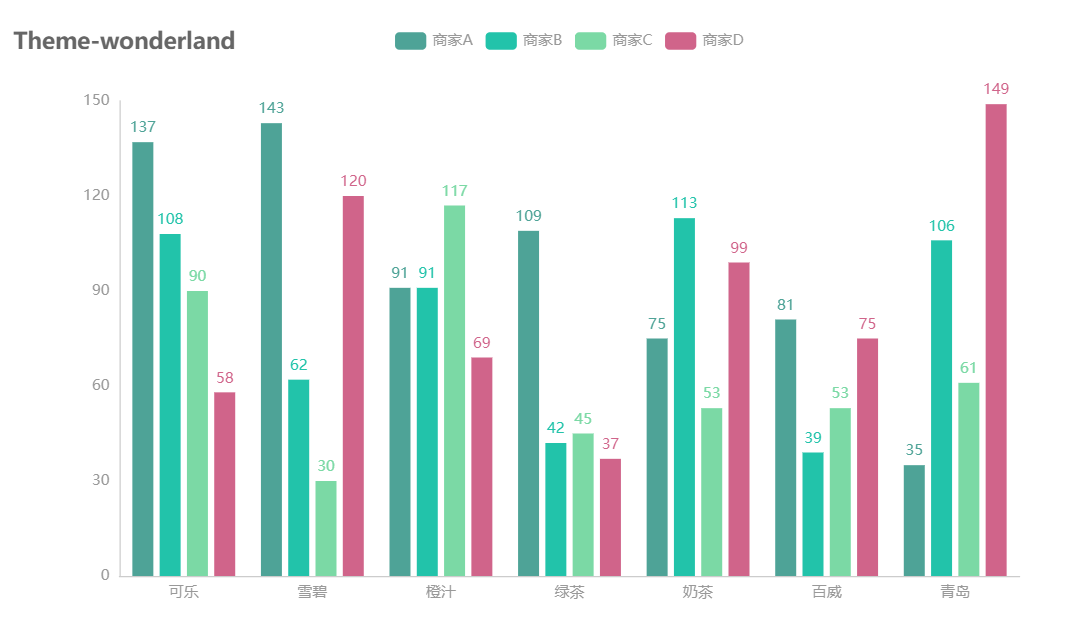 Theme-wonderland
商家A 商家B 商家C 商家D
150
120
90
60
30
0
137 108 90 58
143 62 30 120
91 91 117 69
109 42 45 37
75 113 53 99
81 39 53 75
35 106 61 149
可乐 雪碧 橙汁 绿茶 奶茶 百威 青岛